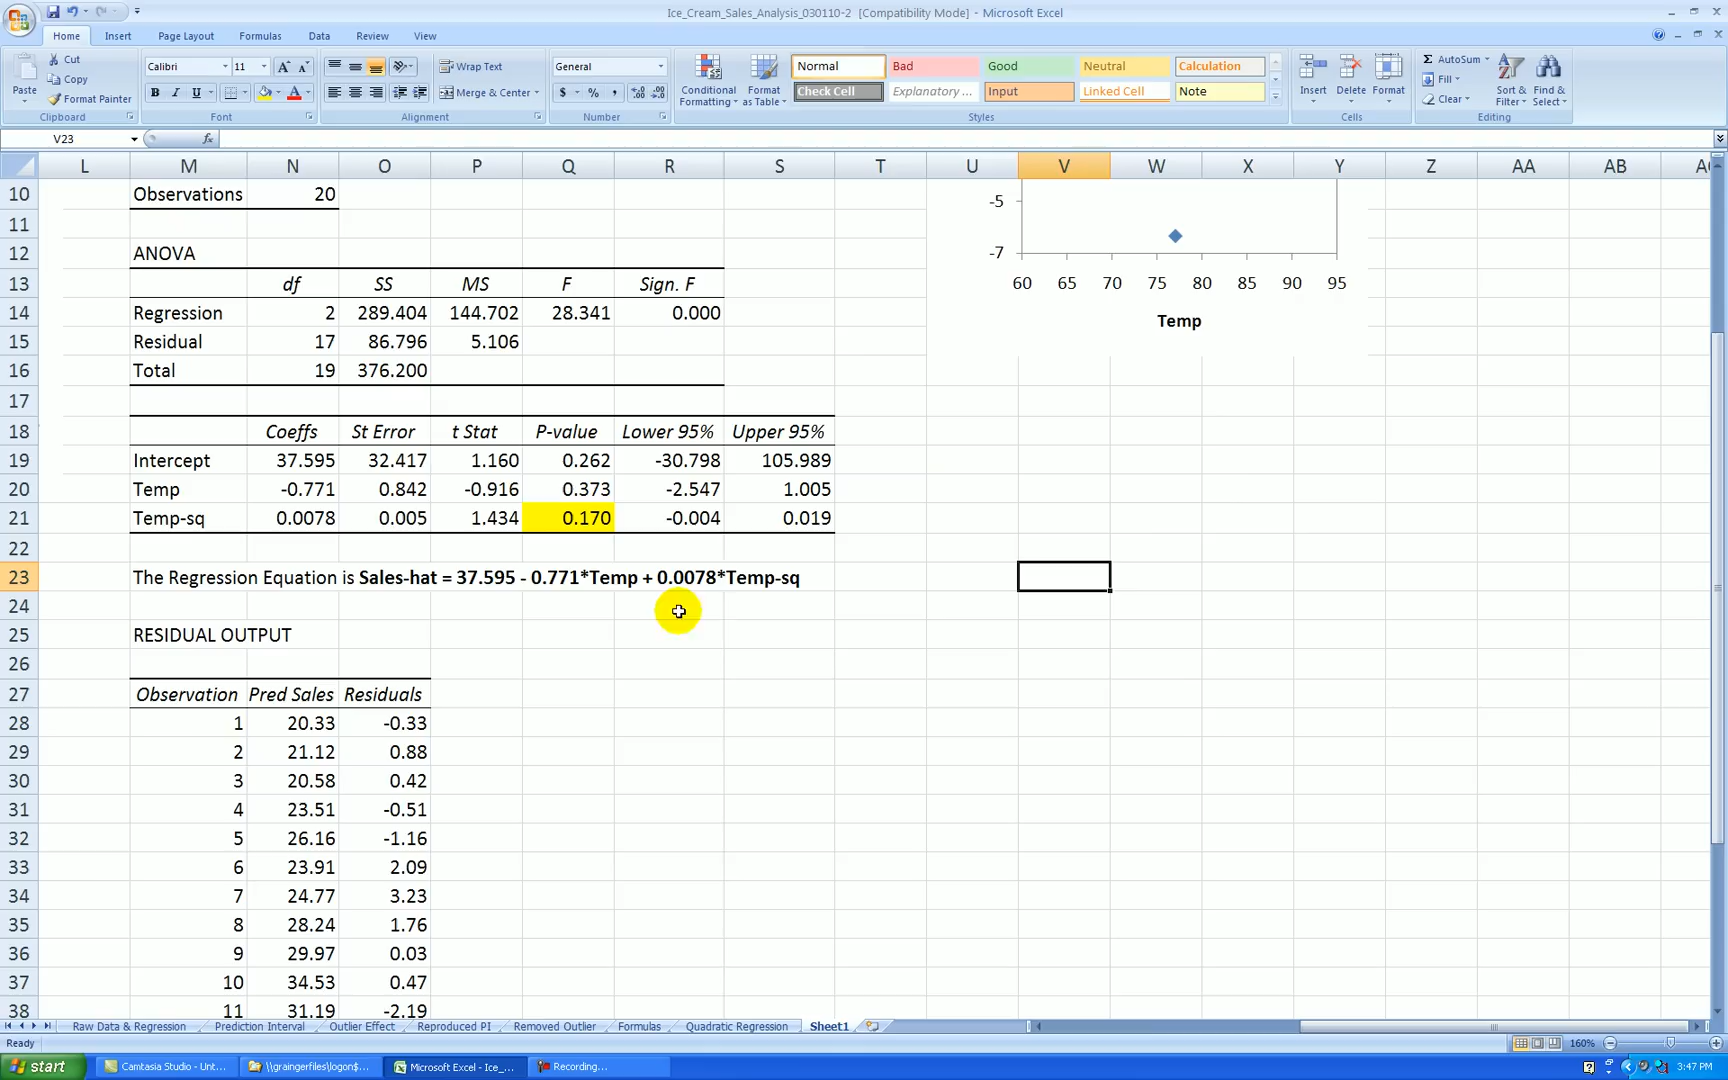 Ice_Cream_Sales_Analysis_030110-2 [Compatibility Mode] - Microsoft Excel
Home Insert Page Layout Formulas Data Review View
Paste Cut Copy Format Painter Clipboard
Calibri 11 B I U Font
Wrap Text Merge & Center Alignment
General $ % , Number
Conditional Formatting Format as Table
Normal Bad Good Neutral Calculation
Check Cell Explanatory ... Input Linked Cell Note
Styles
Insert Delete Format Cells
AutoSum Fill Clear Sort & Filter Find & Select Editing
V23 fx
L M N O P Q R S T U V W X Y Z AA AB AC
10 Observations 20 -5
11
12 ANOVA -7
13 df SS MS F Sign. F 60 65 70 75 80 85 90 95
14 Regression 2 289.404 144.702 28.341 0.000 Temp
15 Residual 17 86.796 5.106
16 Total 19 376.200
17
18 Coeffs St Error t Stat P-value Lower 95% Upper 95%
19 Intercept 37.595 32.417 1.160 0.262 -30.798 105.989
20 Temp -0.771 0.842 -0.916 0.373 -2.547 1.005
21 Temp-sq 0.0078 0.005 1.434 0.170 -0.004 0.019
22
23 The Regression Equation is Sales-hat = 37.595 - 0.771*Temp + 0.0078*Temp-sq
24
25 RESIDUAL OUTPUT
26
27 Observation Pred Sales Residuals
28 1 20.33 -0.33
29 2 21.12 0.88
30 3 20.58 0.42
31 4 23.51 -0.51
32 5 26.16 -1.16
33 6 23.91 2.09
34 7 24.77 3.23
35 8 28.24 1.76
36 9 29.97 0.03
37 10 34.53 0.47
38 11 31.19 -2.19
Raw Data & Regression Prediction Interval Outlier Effect Reproduced PI Removed Outlier Formulas Quadratic Regression Sheet1
Ready 160%
start Camtasia Studio - Unt... \\graingerfiles\logon$... Microsoft Excel - Ice_... Recording... 3:47 PM